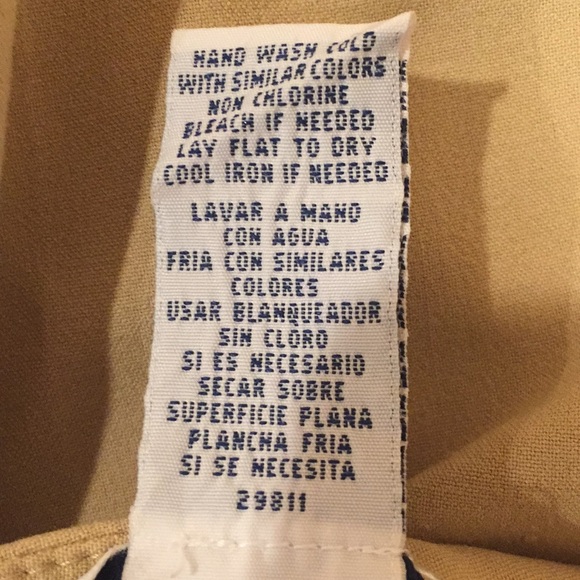 HAND WASH COLD
WITH SIMILAR COLORS
NON CHLORINE
BLEACH IF NEEDED
LAY FLAT TO DRY
COOL IRON IF NEEDED
LAVAR A MANO
CON AGUA
FRIA CON SIMILARES
COLORES
USAR BLANQUEADOR
SIN CLORO
SI ES NECESARIO
SECAR SOBRE
SUPERFICIE PLANA
PLANCHA FRIA
SI SE NECESITA
29811